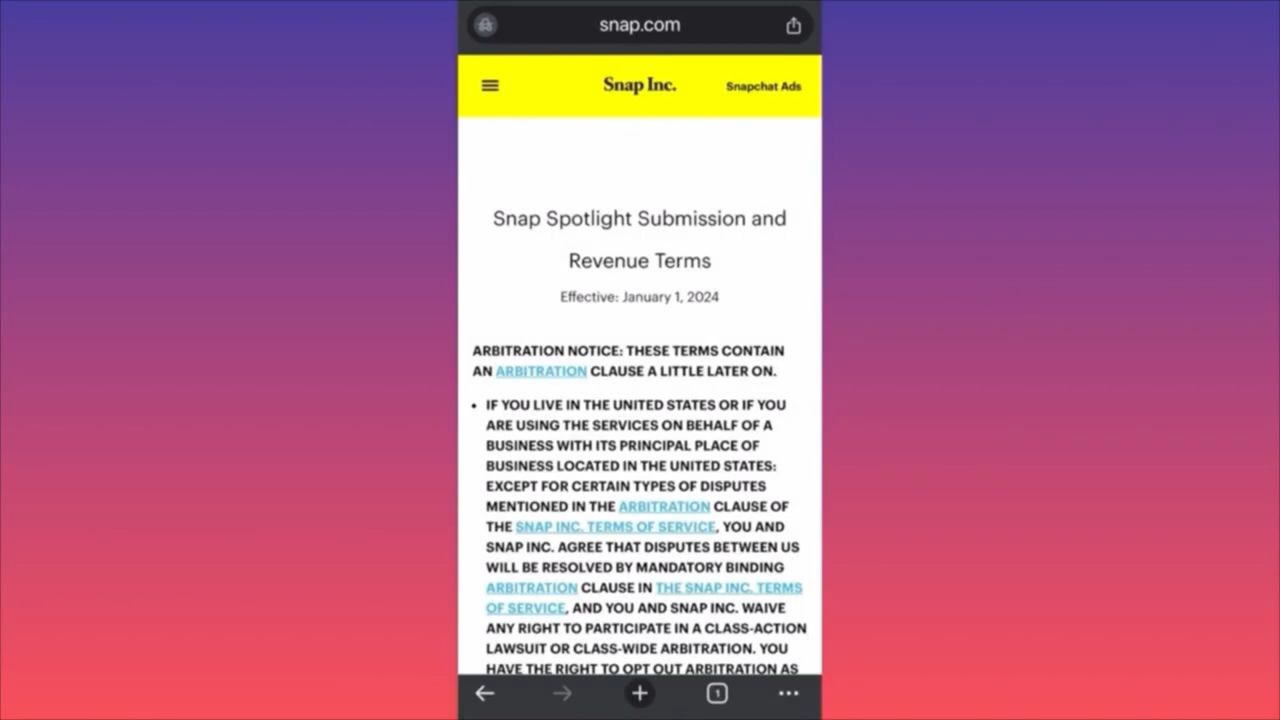 snap.com
Snap Inc.
Snapchat Ads
Snap Spotlight Submission and
Revenue Terms
Effective: January 1, 2024
ARBITRATION NOTICE: THESE TERMS CONTAIN
AN ARBITRATION CLAUSE A LITTLE LATER ON.
• IF YOU LIVE IN THE UNITED STATES OR IF YOU
ARE USING THE SERVICES ON BEHALF OF A
BUSINESS WITH ITS PRINCIPAL PLACE OF
BUSINESS LOCATED IN THE UNITED STATES:
EXCEPT FOR CERTAIN TYPES OF DISPUTES
MENTIONED IN THE ARBITRATION CLAUSE OF
THE SNAP INC. TERMS OF SERVICE, YOU AND
SNAP INC. AGREE THAT DISPUTES BETWEEN US
WILL BE RESOLVED BY MANDATORY BINDING
ARBITRATION CLAUSE IN THE SNAP INC. TERMS
OF SERVICE, AND YOU AND SNAP INC. WAIVE
ANY RIGHT TO PARTICIPATE IN A CLASS-ACTION
LAWSUIT OR CLASS-WIDE ARBITRATION. YOU
HAVE THE RIGHT TO OPT OUT ARBITRATION AS
1